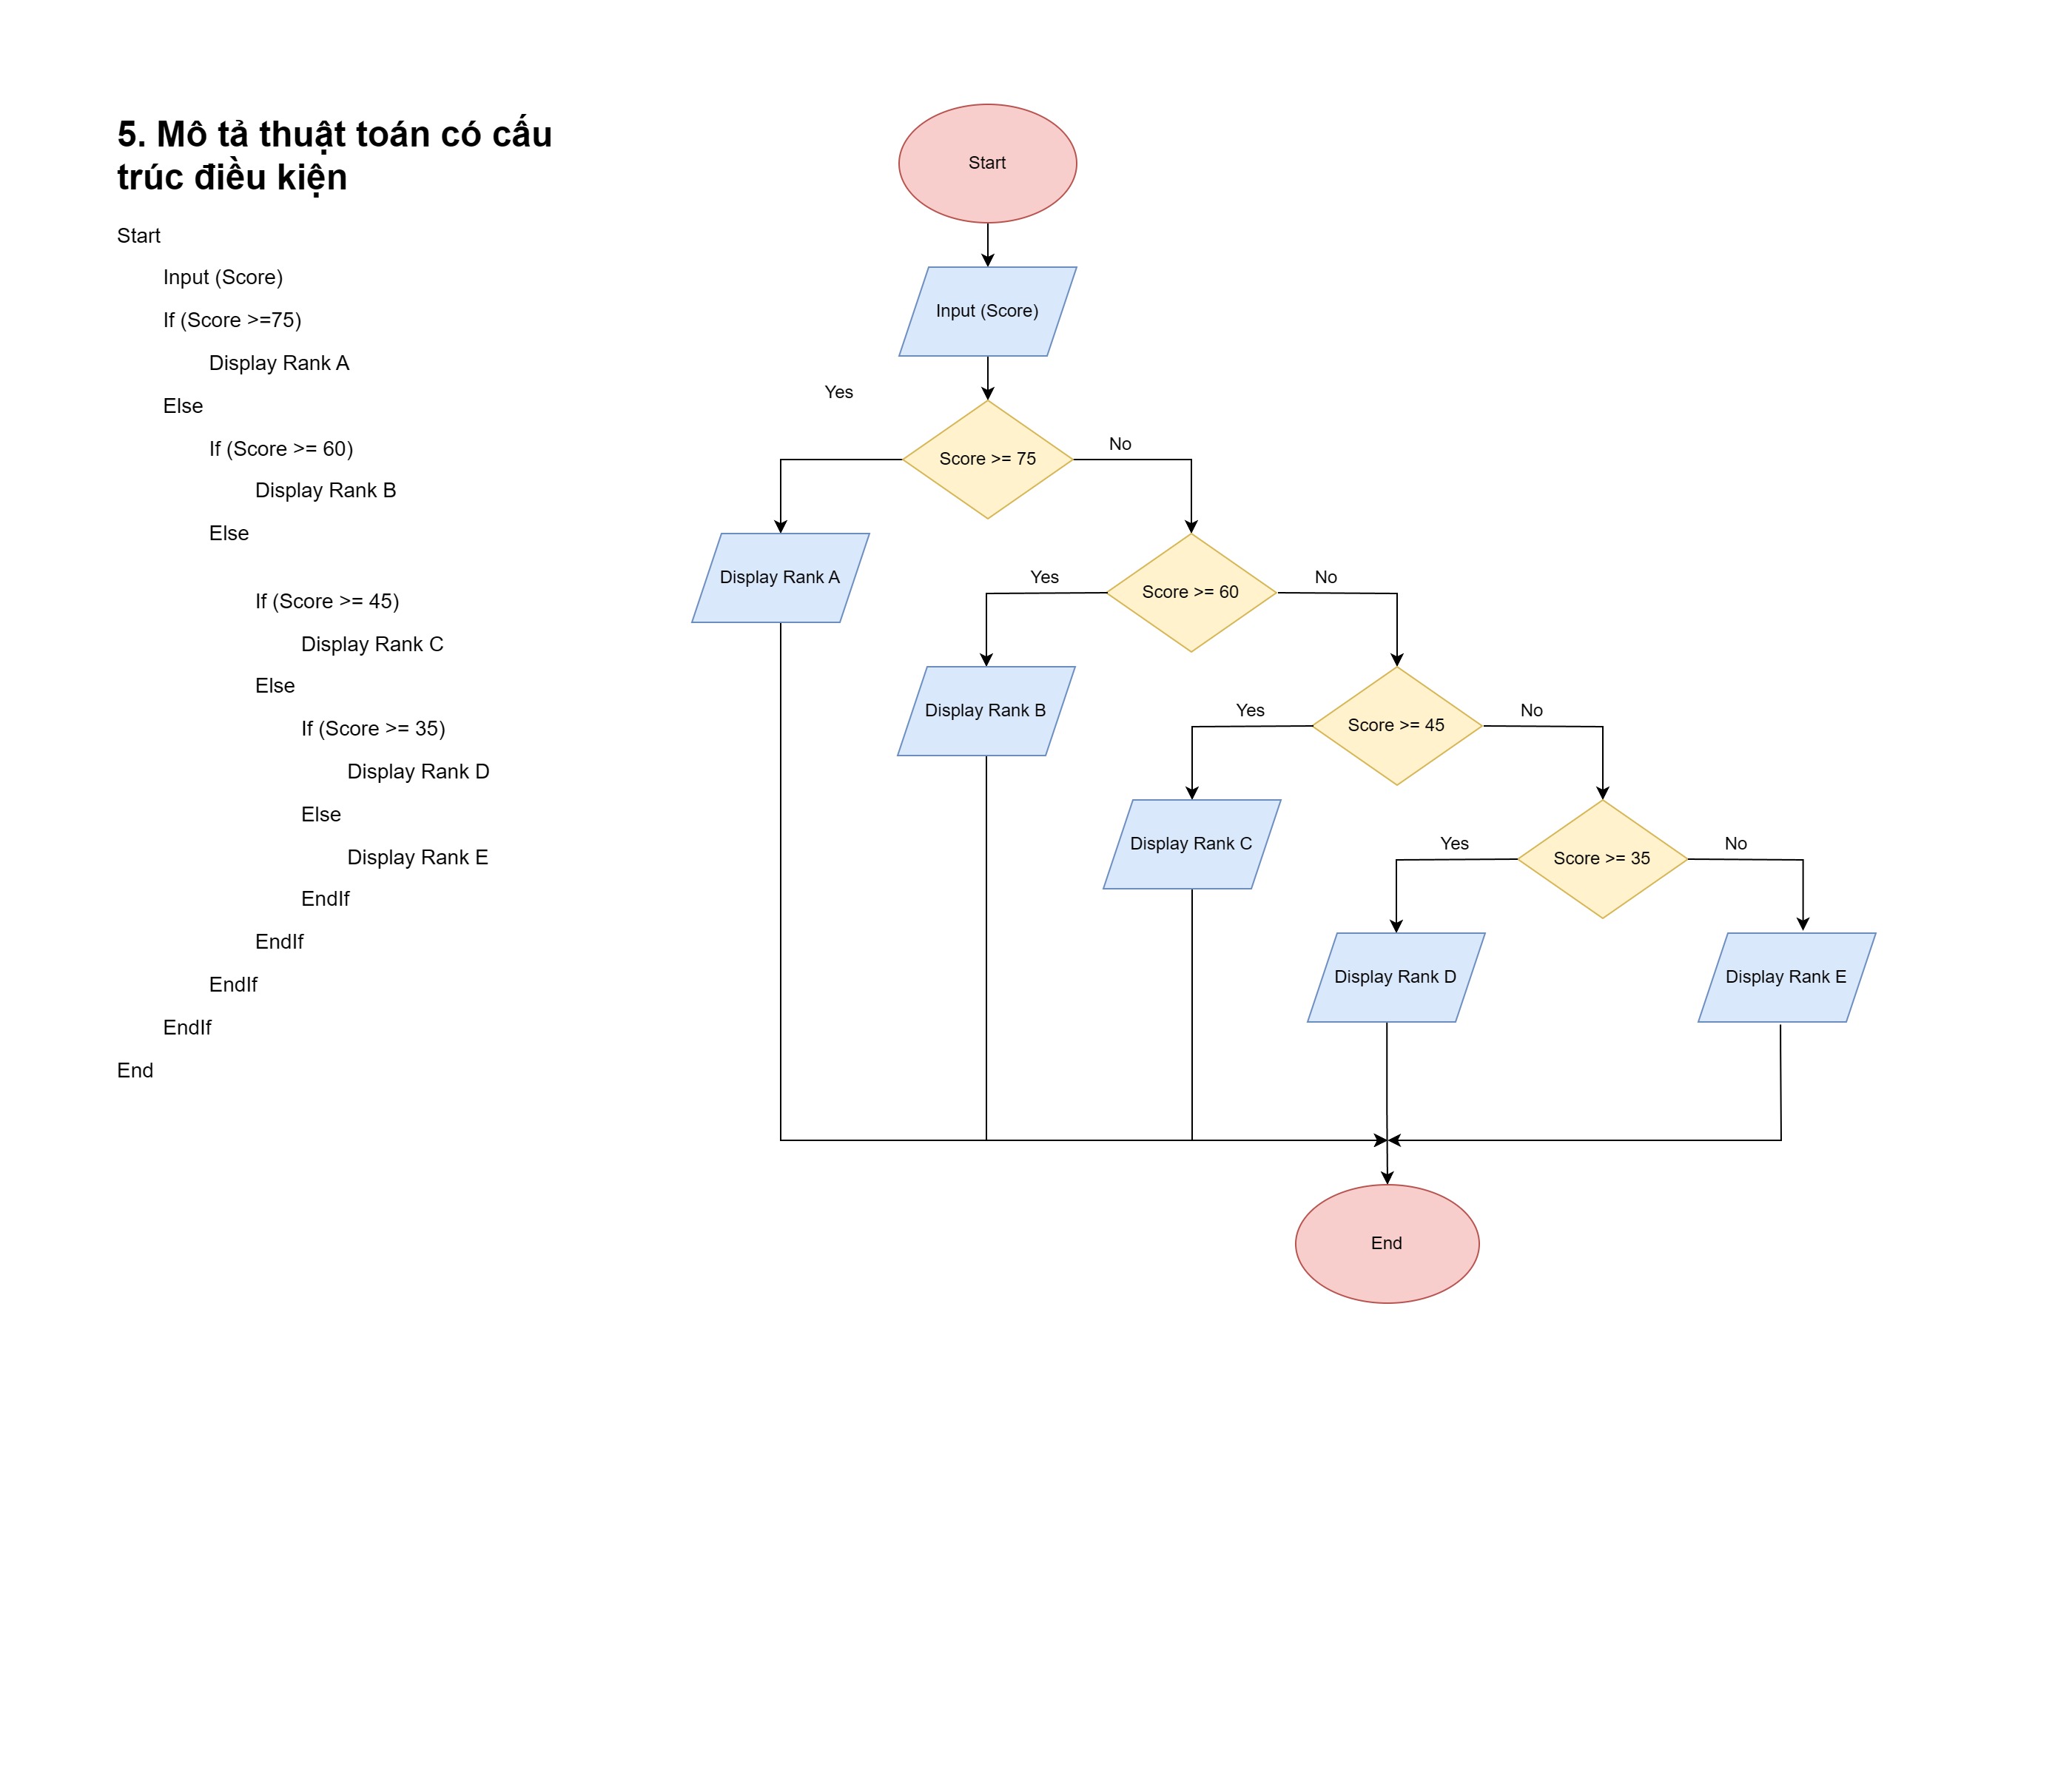 5. Mô tả thuật toán có cấu
trúc điều kiện
Start
Input (Score)
If (Score >=75)
Display Rank A
Else
If (Score >= 60)
Display Rank B
Else
If (Score >= 45)
Display Rank C
Else
If (Score >= 35)
Display Rank D
Else
Display Rank E
EndIf
EndIf
EndIf
EndIf
End
Start
Input (Score)
Yes
Score >= 75
No
Display Rank A
Yes
Score >= 60
No
Display Rank B
Yes
Score >= 45
No
Display Rank C
Yes
Score >= 35
No
Display Rank D
Display Rank E
End